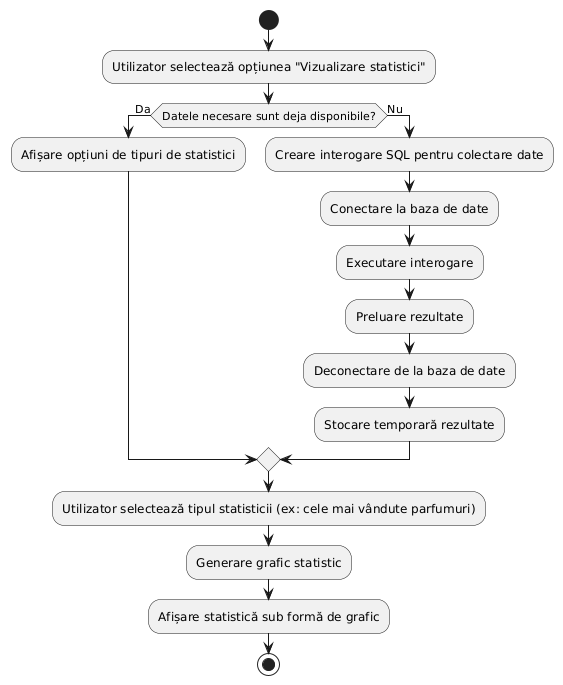 Utilizator selectează opțiunea "Vizualizare statistici"
Da
Datele necesare sunt deja disponibile?
Nu
Afișare opțiuni de tipuri de statistici
Creare interogare SQL pentru colectare date
Conectare la baza de date
Executare interogare
Preluare rezultate
Deconectare de la baza de date
Stocare temporară rezultate
Utilizator selectează tipul statisticii (ex: cele mai vândute parfumuri)
Generare grafic statistic
Afișare statistică sub formă de grafic